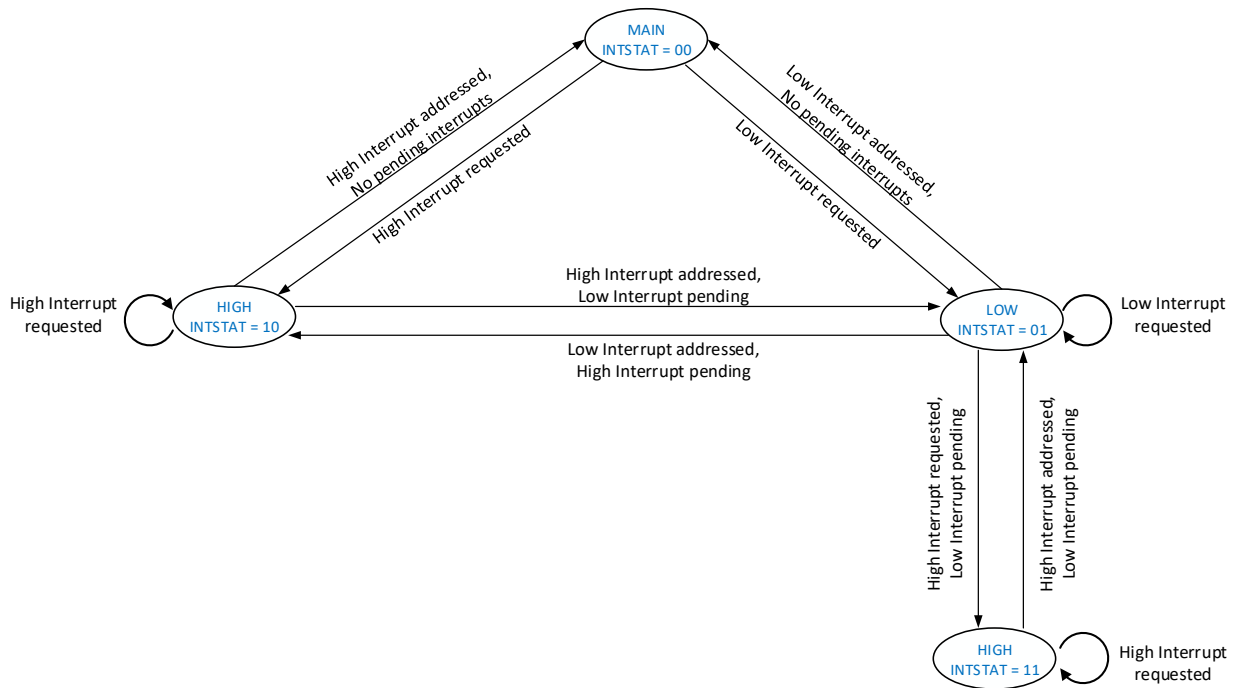 MAIN
INTSTAT = 00
High Interrupt addressed,
No pending interrupts
High Interrupt requested
Low Interrupt requested
Low Interrupt addressed,
No pending interrupts
High Interrupt
requested
HIGH
INTSTAT = 10
High Interrupt addressed,
Low Interrupt pending
Low Interrupt addressed,
High Interrupt pending
LOW
INTSTAT = 01
Low Interrupt
requested
High Interrupt requested,
Low Interrupt pending
High Interrupt addressed,
Low Interrupt pending
HIGH
INTSTAT = 11
High Interrupt
requested